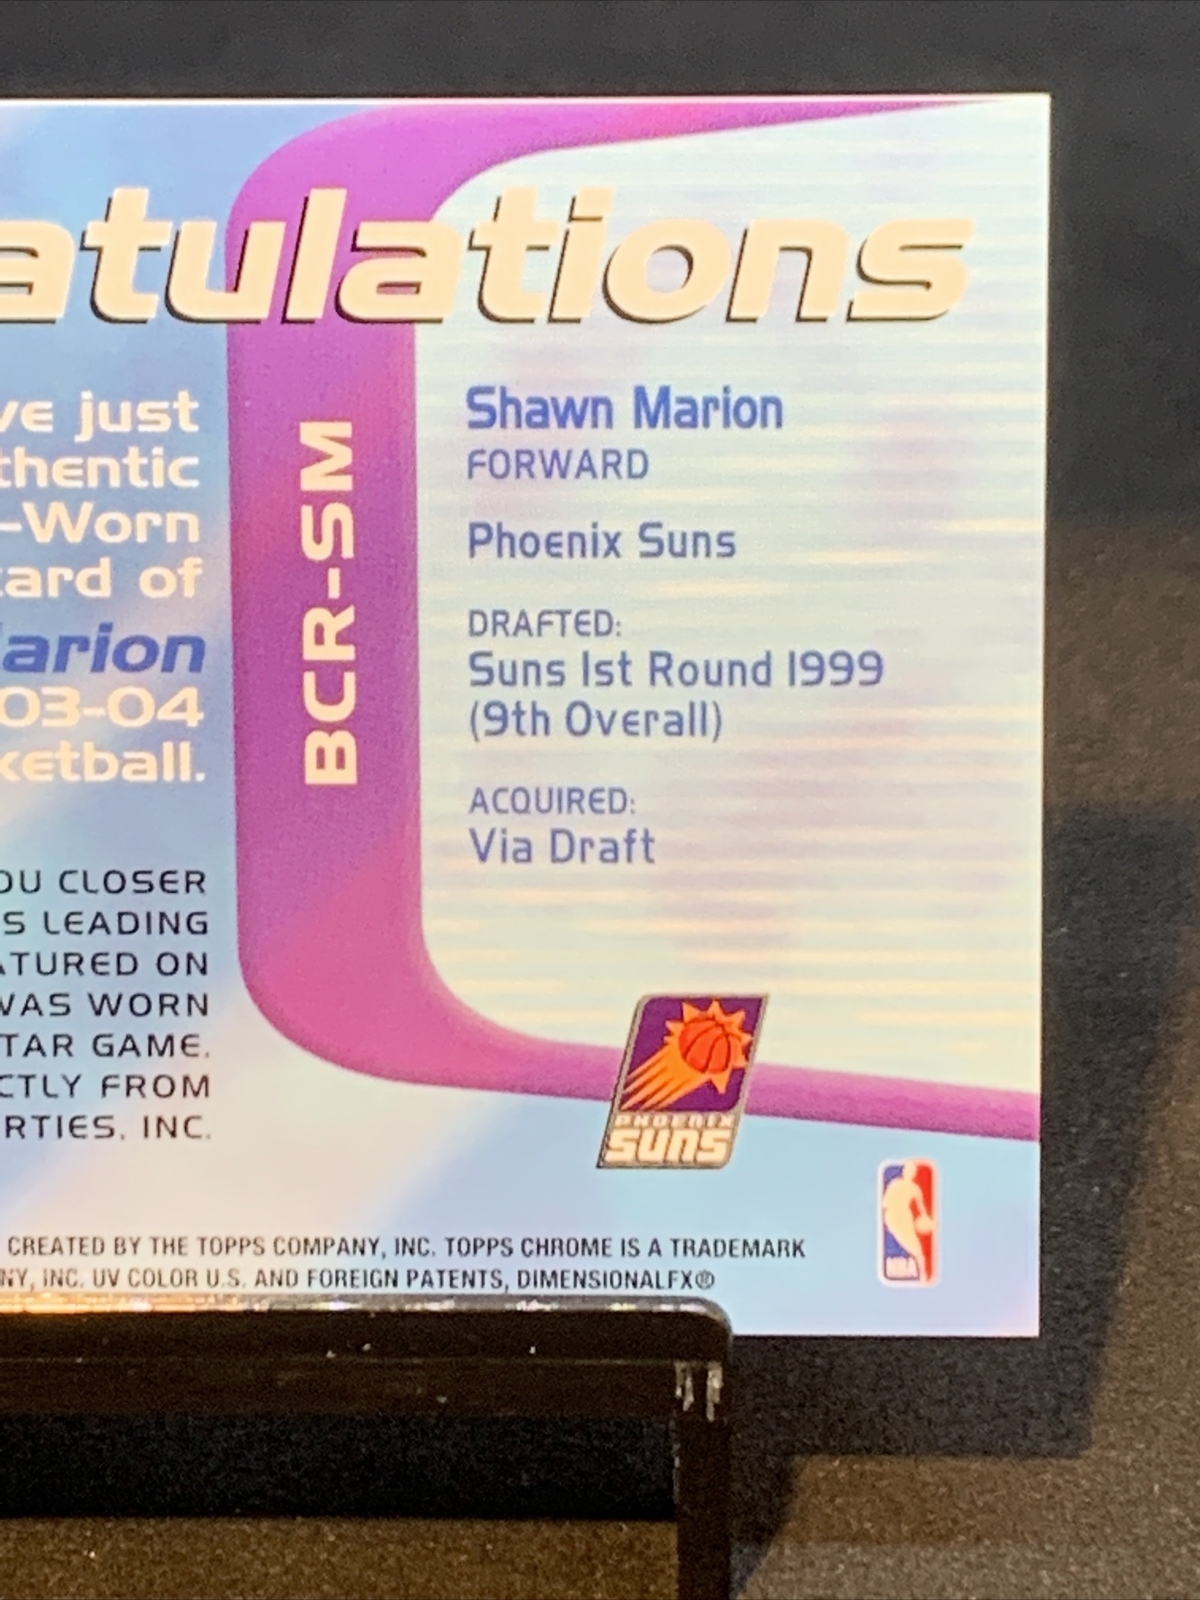 atulations
ve just
thentic
-Worn
card of
arion
03-04
ketball.
OU CLOSER
S LEADING
ATURED ON
WAS WORN
TAR GAME.
CTLY FROM
RTIES, INC.
BCR-SM
Shawn Marion
FORWARD
Phoenix Suns
DRAFTED:
Suns 1st Round 1999
(9th Overall)
ACQUIRED:
Via Draft
PHOENIX
SUNS
NBA
CREATED BY THE TOPPS COMPANY, INC. TOPPS CHROME IS A TRADEMARK
NY, INC. UV COLOR U.S. AND FOREIGN PATENTS, DIMENSIONALFX®